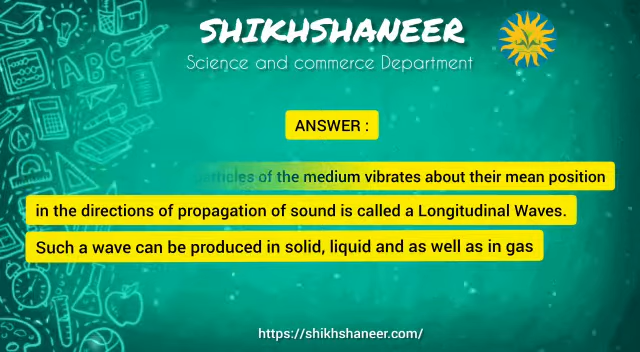 SHIKHSHANEER
Science and commerce Department
ABC
ANSWER :
particles of the medium vibrates about their mean position
in the directions of propagation of sound is called a Longitudinal Waves.
Such a wave can be produced in solid, liquid and as well as in gas
https://shikhshaneer.com/